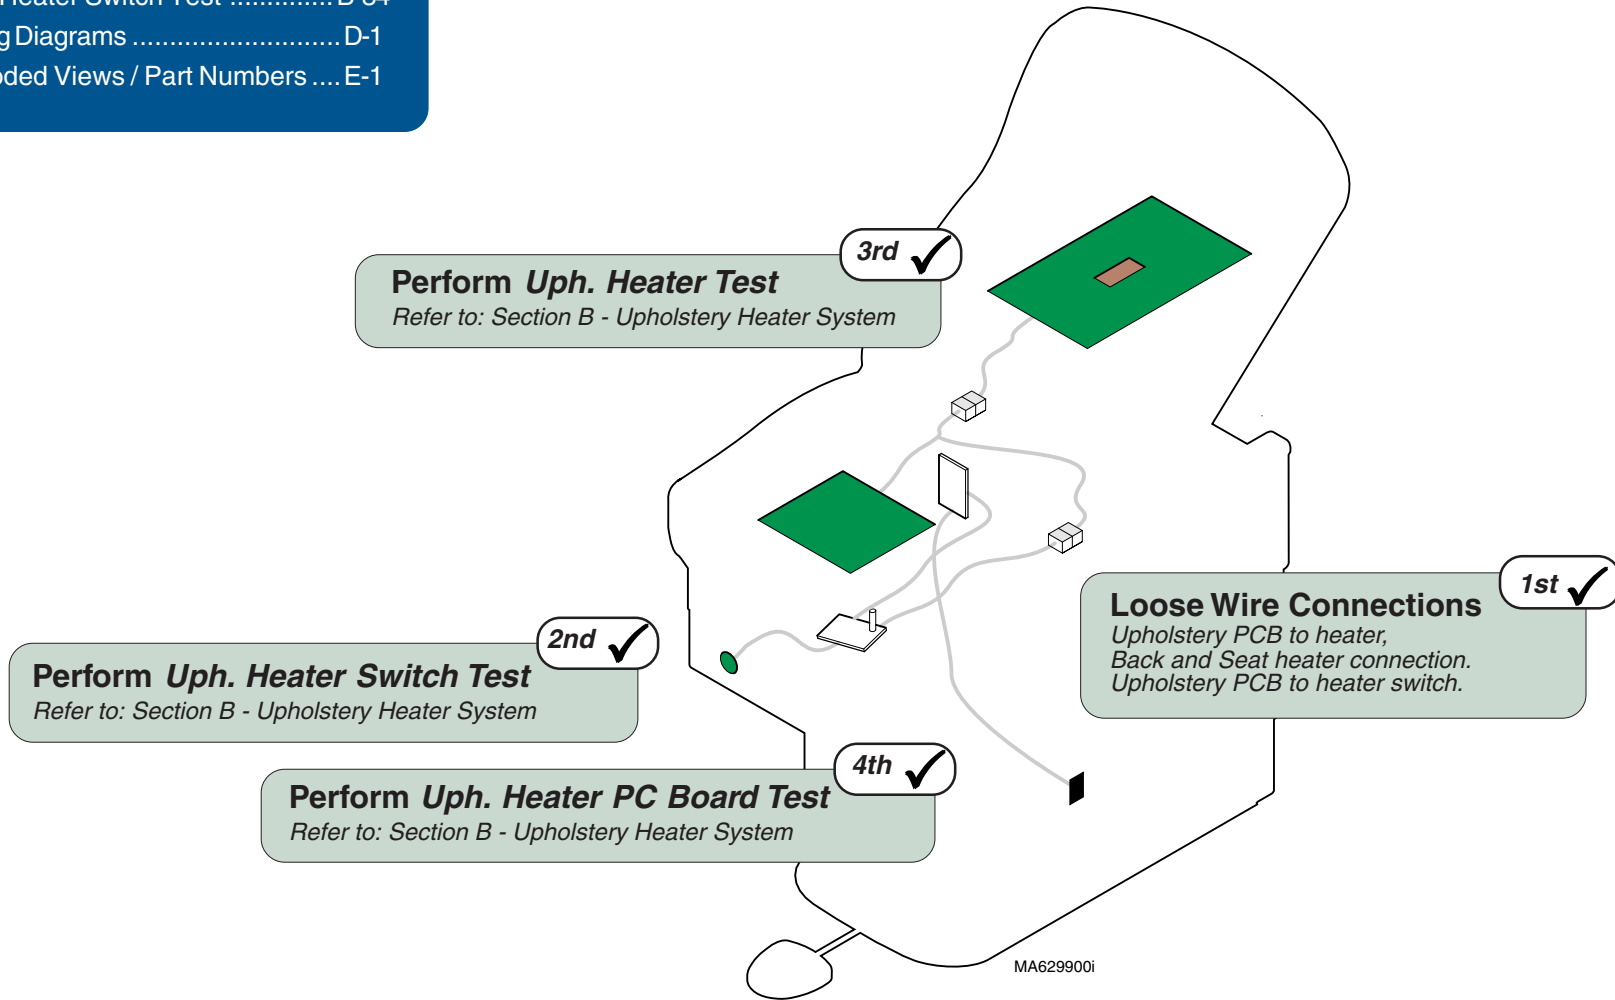 Heater Switch Test .............. B-
g Diagrams ............................ D-1
oded Views / Part Numbers .... E-1
3rd ✓
Perform Uph. Heater Test
Refer to: Section B - Upholstery Heater System
1st ✓
Loose Wire Connections
Upholstery PCB to heater,
Back and Seat heater connection.
Upholstery PCB to heater switch.
2nd ✓
Perform Uph. Heater Switch Test
Refer to: Section B - Upholstery Heater System
4th ✓
Perform Uph. Heater PC Board Test
Refer to: Section B - Upholstery Heater System
MA629900i